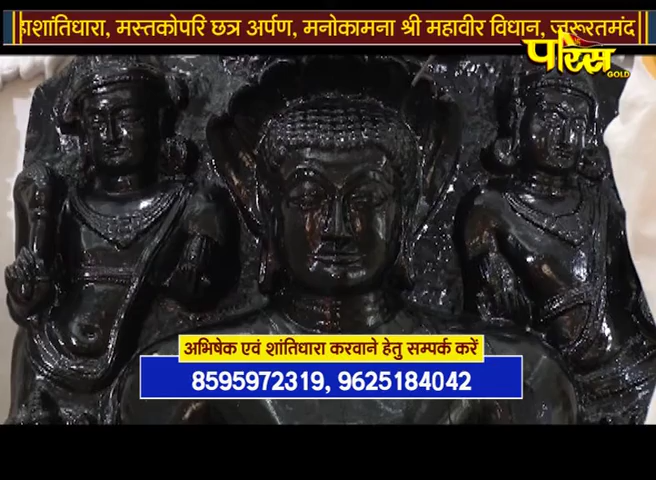 हाशांतिधारा, मस्तकोपरि छत्र अर्पण, मनोकामना श्री महावीर विधान, जरूरतमंद
पारस
GOLD
अभिषेक एवं शांतिधारा करवाने हेतु सम्पर्क करें
8595972319, 9625184042